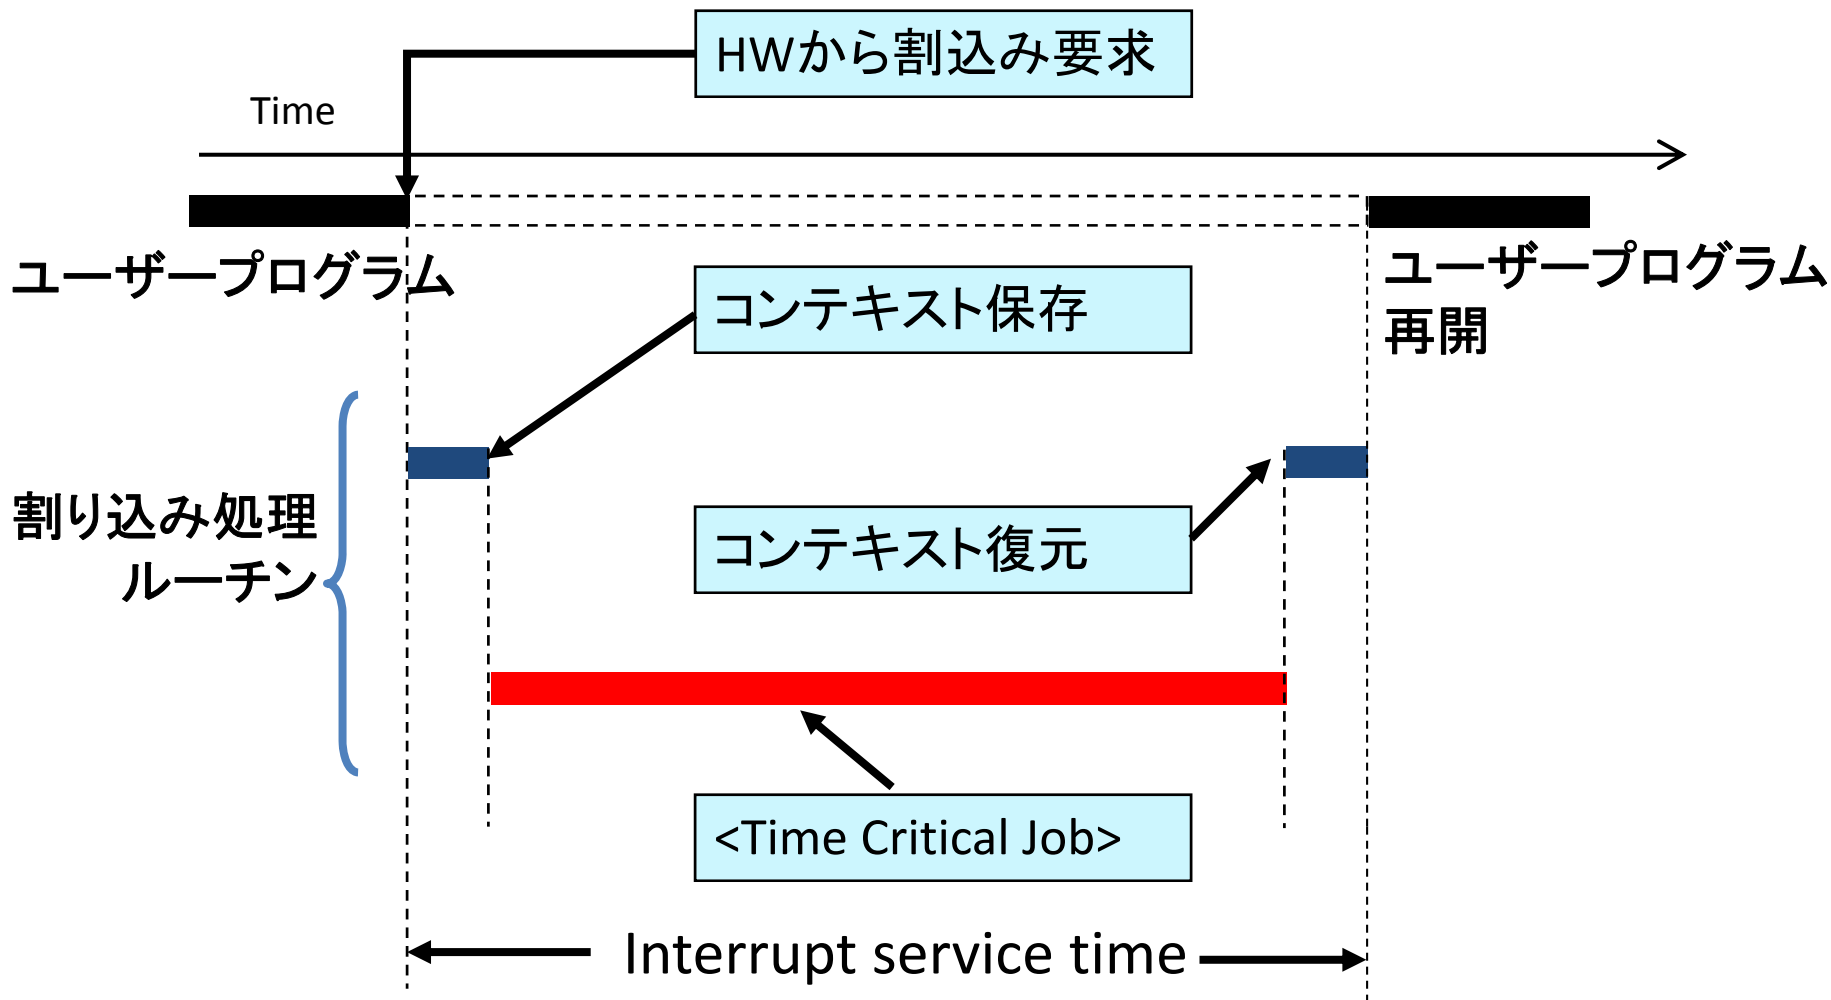 HWから割込み要求
Time
ユーザープログラム
ユーザープログラム
再開
コンテキスト保存
割り込み処理
ルーチン
コンテキスト復元
<Time Critical Job>
Interrupt service time